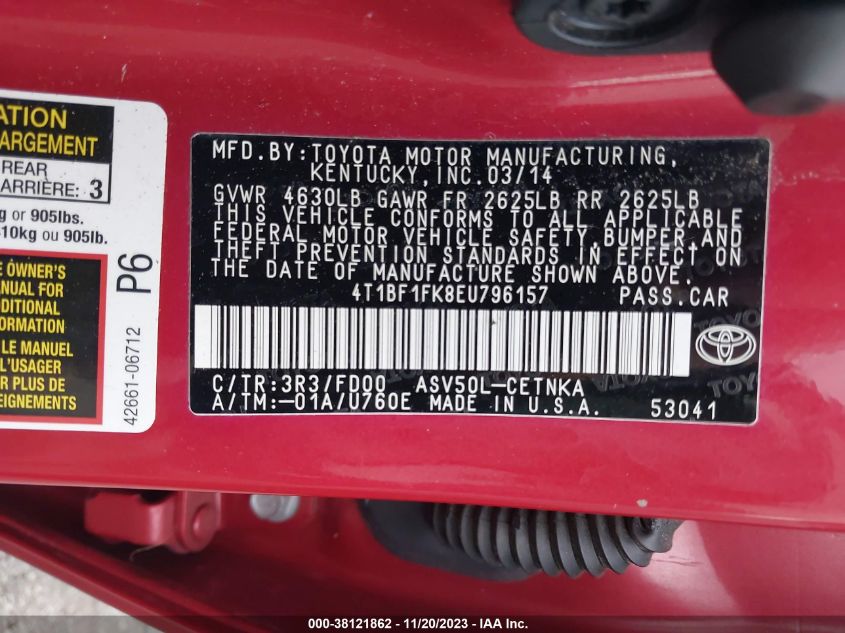 ATION
ARGEMENT
REAR
ARRIÈRE: 3
g or 905lbs.
10kg ou 905lb.
E OWNER'S
MANUAL FOR
DDITIONAL
FORMATION
LE MANUEL
L'USAGER
R PLUS DE
EIGNEMENTS
P6
42661-06712
MFD.BY:TOYOTA MOTOR MANUFACTURING,
KENTUCKY, INC.03/14
GVWR 4630LB GAWR FR 2625LB RR 2625LB
THIS VEHICLE CONFORMS TO ALL APPLICABLE
FEDERAL MOTOR VEHICLE SAFETY,BUMPER,AND
THEFT PREVENTION STANDARDS IN EFFECT ON
THE DATE OF MANUFACTURE SHOWN ABOVE.
4T1BF1FK8EU796157 PASS.CAR
TOYOTA
C/TR:3R3/FD00 ASV50L-CETNKA
A/TM:-01A/U760E MADE IN U.S.A. 53041
000-38121862 - 11/20/2023 - IAA Inc.